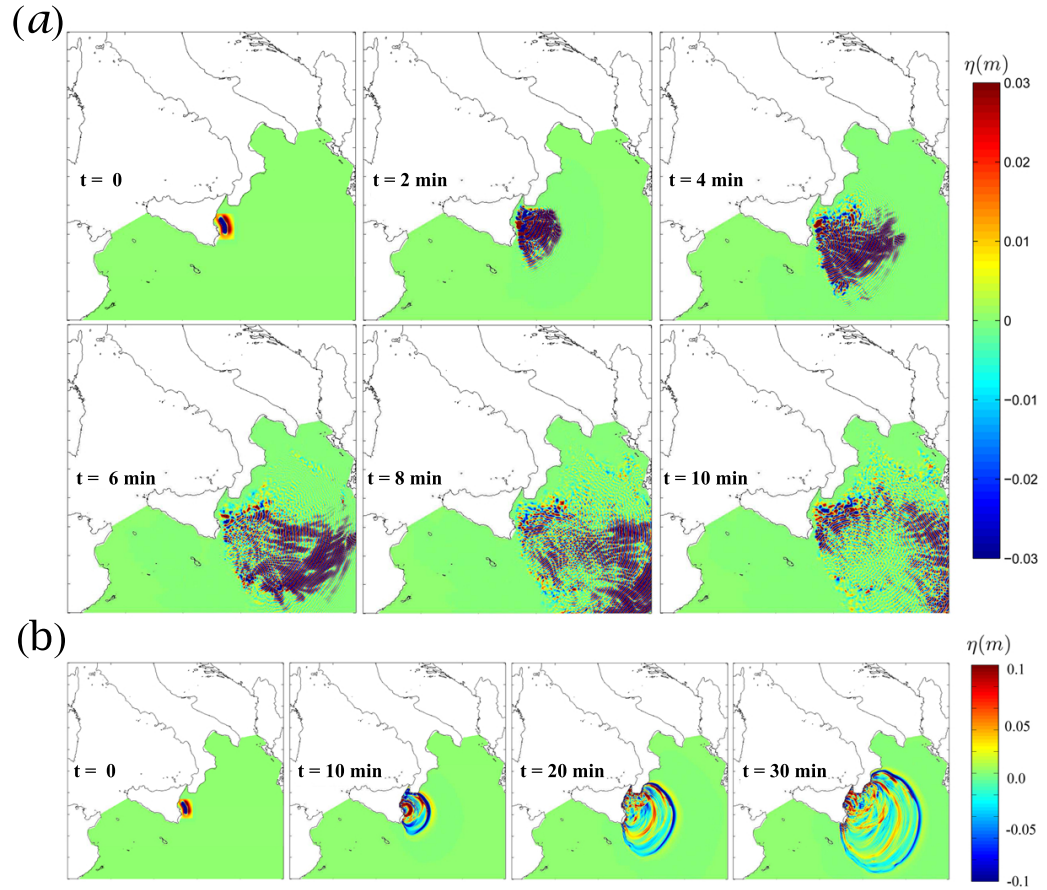 (a)
η(m)
0.03
0.02
0.01
0
−0.01
−0.02
−0.03
t = 0
t = 2 min
t = 4 min
t = 6 min
t = 8 min
t = 10 min
(b)
η(m)
0.1
0.05
0.0
-0.05
-0.1
t = 0
t = 10 min
t = 20 min
t = 30 min